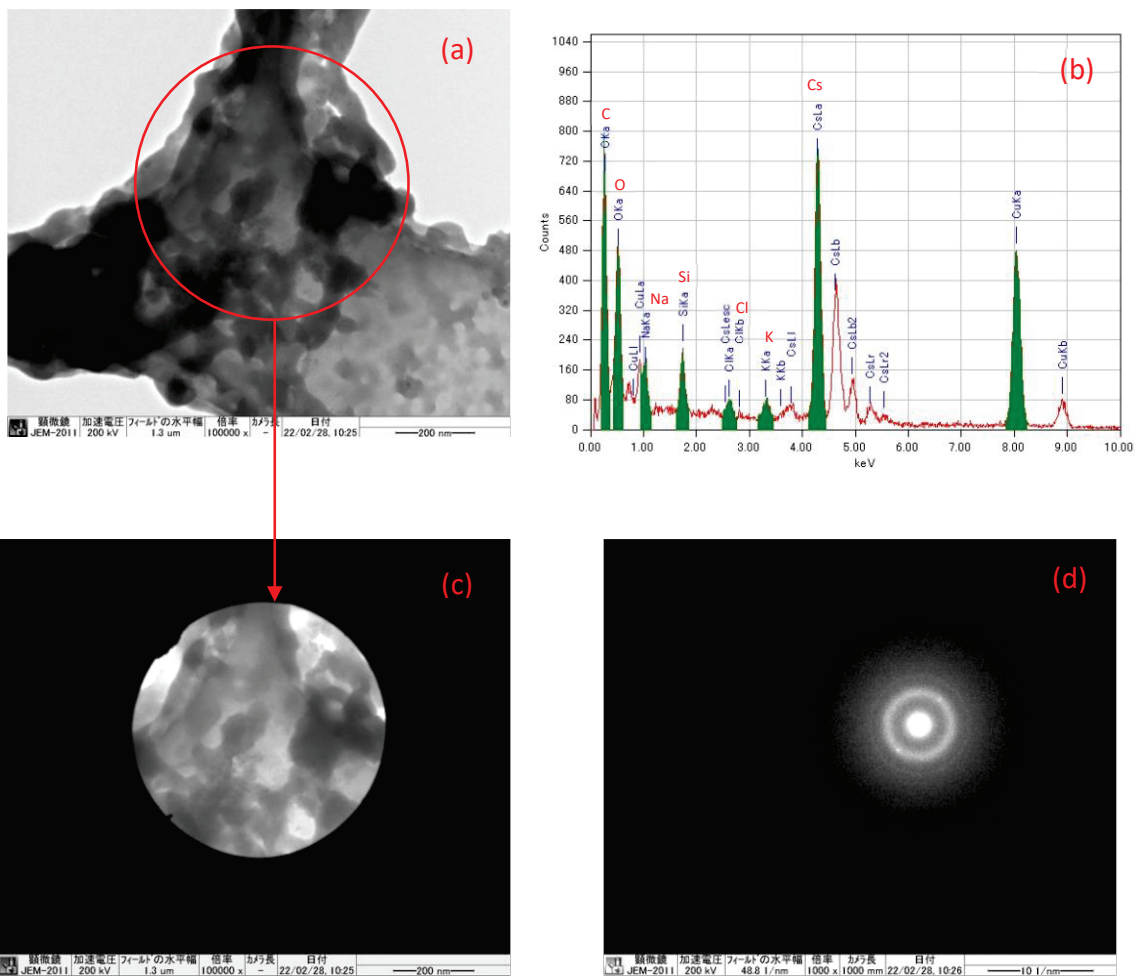 (a)
顕微鏡 加速電圧 フィールドの水平幅 倍率 カメラ長 日付
JEM-2011 200 kV 1.3 um 100000 x - 22/02/28, 10:25 200 nm
(b)
1040
960
880
800
720
640
560
480
400
320
240
160
80
0
Counts
C
OKa
O
OKa
CuLl
CuLa
Na
NaKa
Si
SiKa
CsLesc
ClKa
Cl
ClKb
K
KKa
KKb
CsLl
Cs
CsLa
CsLb
CsLb2
CsLr
CsLr2
CuKa
CuKb
0.00 1.00 2.00 3.00 4.00 5.00 6.00 7.00 8.00 9.00 10.00
keV
(c)
顕微鏡 加速電圧 フィールドの水平幅 倍率 カメラ長 日付
JEM-2011 200 kV 1.3 um 100000 x - 22/02/28, 10:25 200 nm
(d)
顕微鏡 加速電圧 フィールドの水平幅 倍率 カメラ長 日付
JEM-2011 200 kV 48.8 1/nm 1000 x 1000 mm 22/02/28, 10:26 10 1/nm